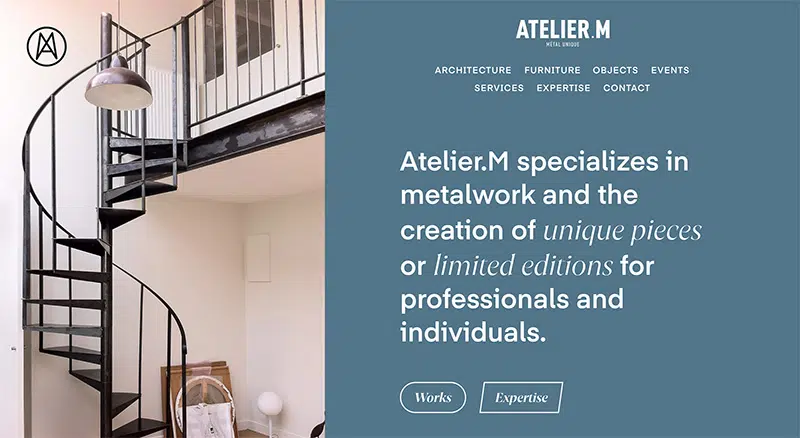 ATELIER.M
MÉTAL UNIQUE
ARCHITECTURE FURNITURE OBJECTS EVENTS
SERVICES EXPERTISE CONTACT
Atelier.M specializes in
metalwork and the
creation of unique pieces
or limited editions for
professionals and
individuals.
Works Expertise